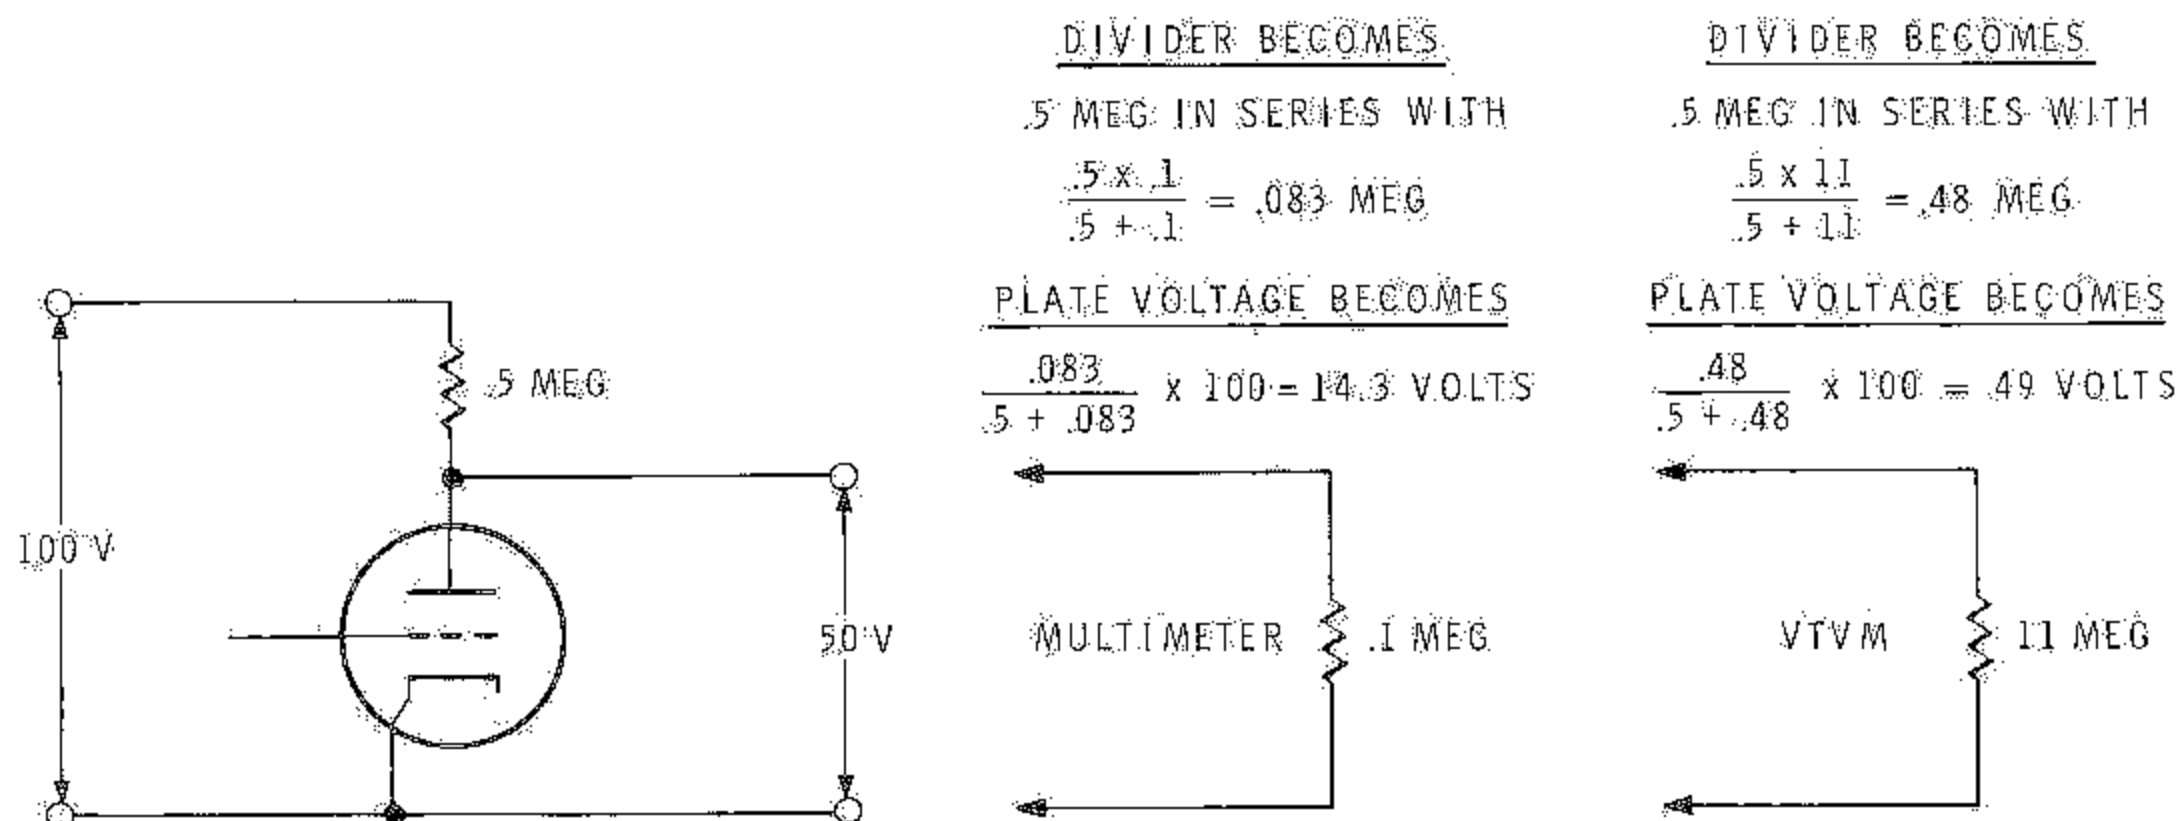 DIVIDER BECOMES
.5 MEG IN SERIES WITH
.5 x .1
.5 + .1
= .083 MEG
PLATE VOLTAGE BECOMES
.083
.5 + .083
x 100 = 14.3 VOLTS
DIVIDER BECOMES
.5 MEG IN SERIES WITH
.5 x 11
.5 + 11
= .48 MEG
PLATE VOLTAGE BECOMES
.48
.5 + .48
x 100 = .49 VOLTS
.5 MEG
100 V
50 V
MULTIMETER
.1 MEG
VTVM
11 MEG